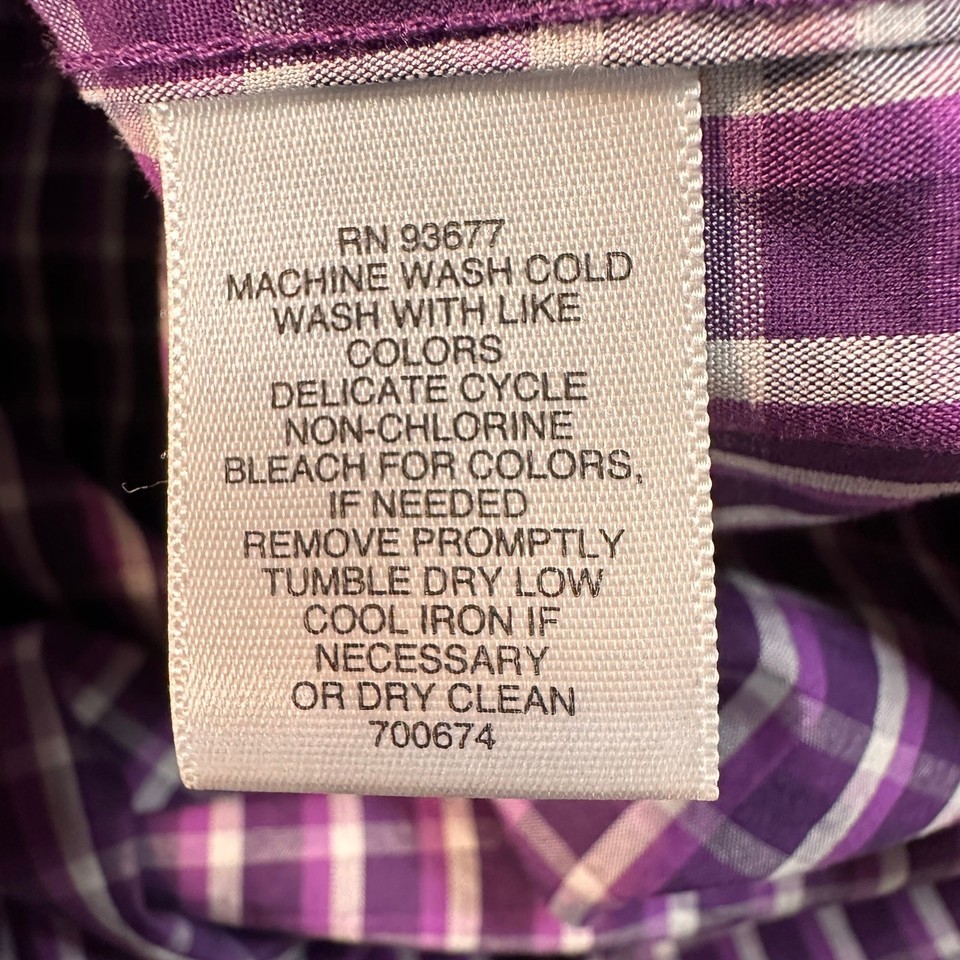 RN 93677
MACHINE WASH COLD
WASH WITH LIKE
COLORS
DELICATE CYCLE
NON-CHLORINE
BLEACH FOR COLORS,
IF NEEDED
REMOVE PROMPTLY
TUMBLE DRY LOW
COOL IRON IF
NECESSARY
OR DRY CLEAN
700674